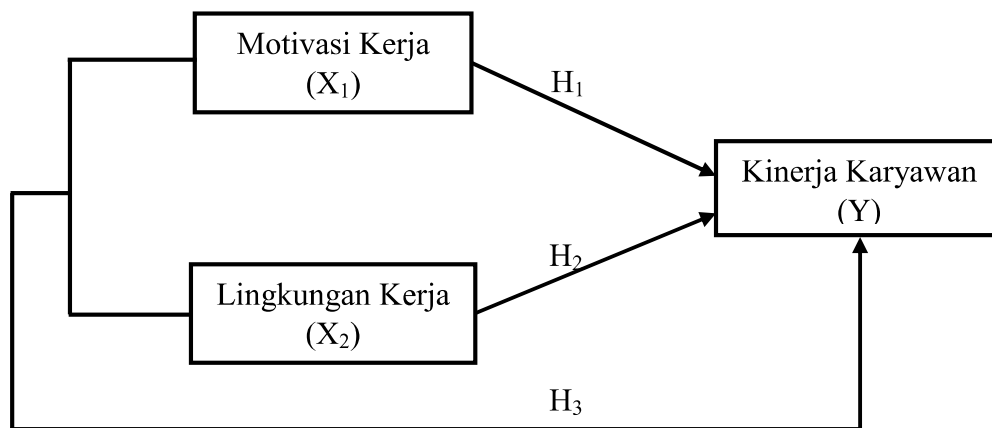 Motivasi Kerja
(X₁)
H₁
Kinerja Karyawan
(Y)
H₂
Lingkungan Kerja
(X₂)
H₃